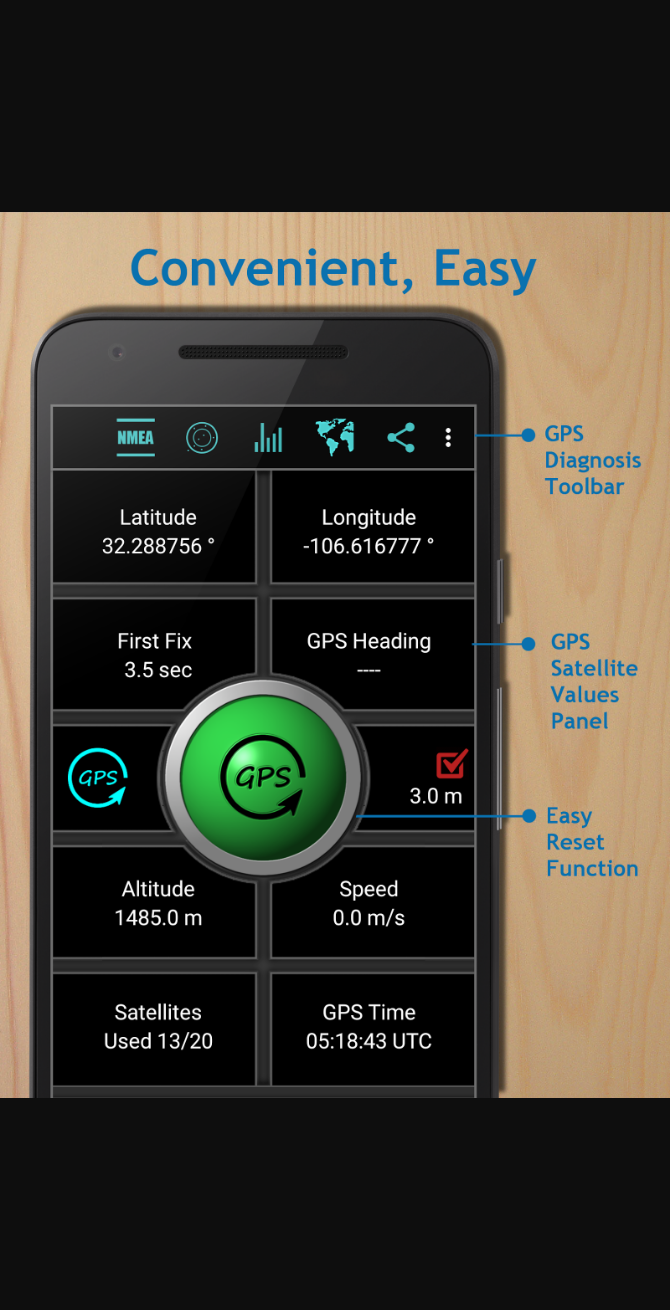 Convenient, Easy
NMEA
GPS
Diagnosis
Toolbar
Latitude
32.288756 °
Longitude
-106.616777 °
First Fix
3.5 sec
GPS Heading
----
GPS
Satellite
Values
Panel
GPS
GPS
3.0 m
Easy
Reset
Function
Altitude
1485.0 m
Speed
0.0 m/s
Satellites
Used 13/20
GPS Time
05:18:43 UTC